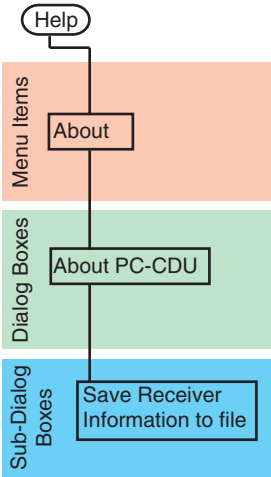 Help
Menu Items
About
Dialog Boxes
About PC-CDU
Sub-Dialog
Boxes
Save Receiver
Information to file